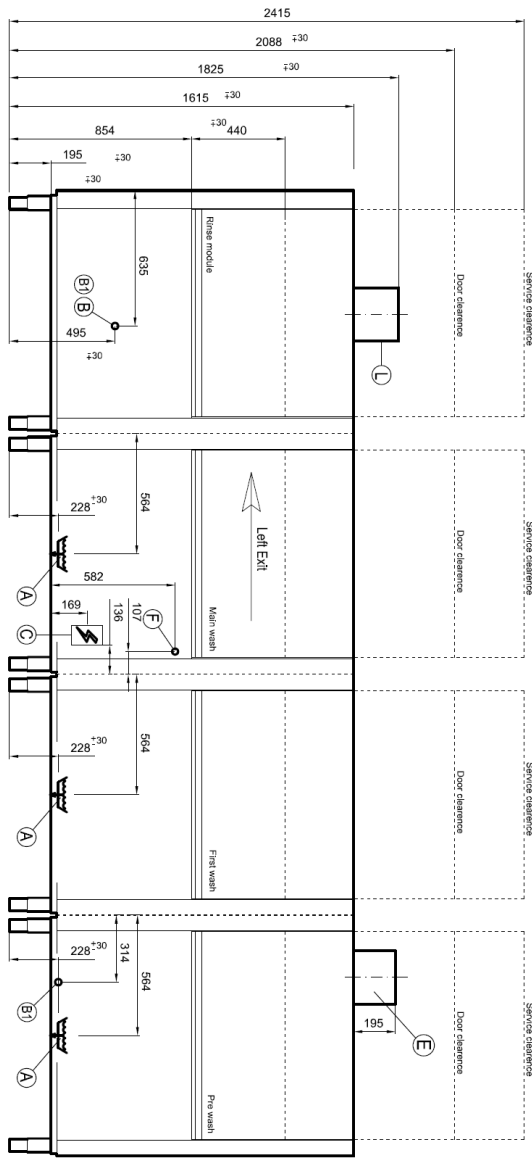 2415
2088 ∓30
1825 ∓30
1615 ∓30
854 ∓30
440
195 ∓30
Service clearence
Door clearence
Rinse module
635
L
B1
B
495 ∓30
Service clearence
Door clearence
564
Left Exit
228 +30
-
A
582
F
107
136
169
C
Main wash
Service clearence
Door clearence
564
228 +30
-
A
First wash
Service clearence
Door clearence
564
314
228 +30
-
B1
A
195
E
Pre wash